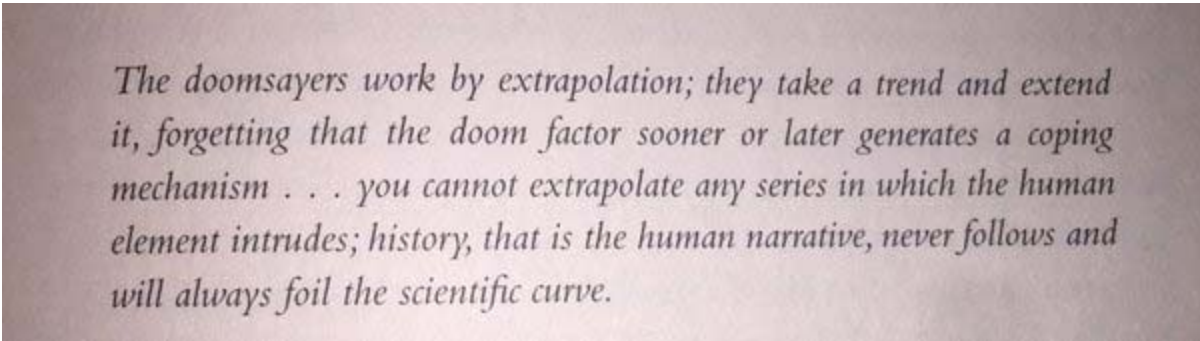 The doomsayers work by extrapolation; they take a trend and extend
it, forgetting that the doom factor sooner or later generates a coping
mechanism . . . you cannot extrapolate any series in which the human
element intrudes; history, that is the human narrative, never follows and
will always foil the scientific curve.